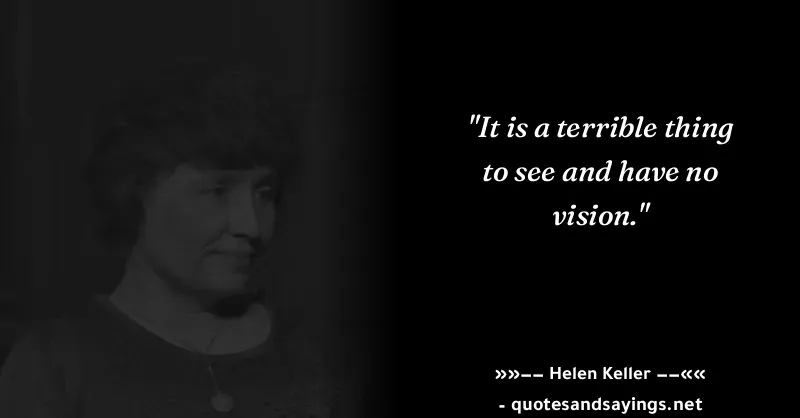 "It is a terrible thing
to see and have no
vision."
»»−− Helen Keller −−««
- quotesandsayings.net